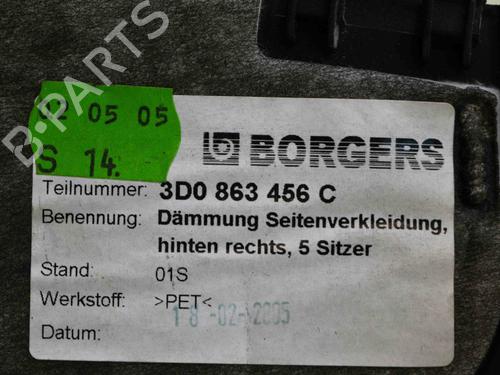 B-PARTS
02 05 05
S 14.
BORGERS
Teilnummer: 3D0 863 456 C
Benennung: Dämmung Seitenverkleidung,
hinten rechts, 5 Sitzer
Stand: 01S
Werkstoff: >PET<
Datum: 18-02-2005